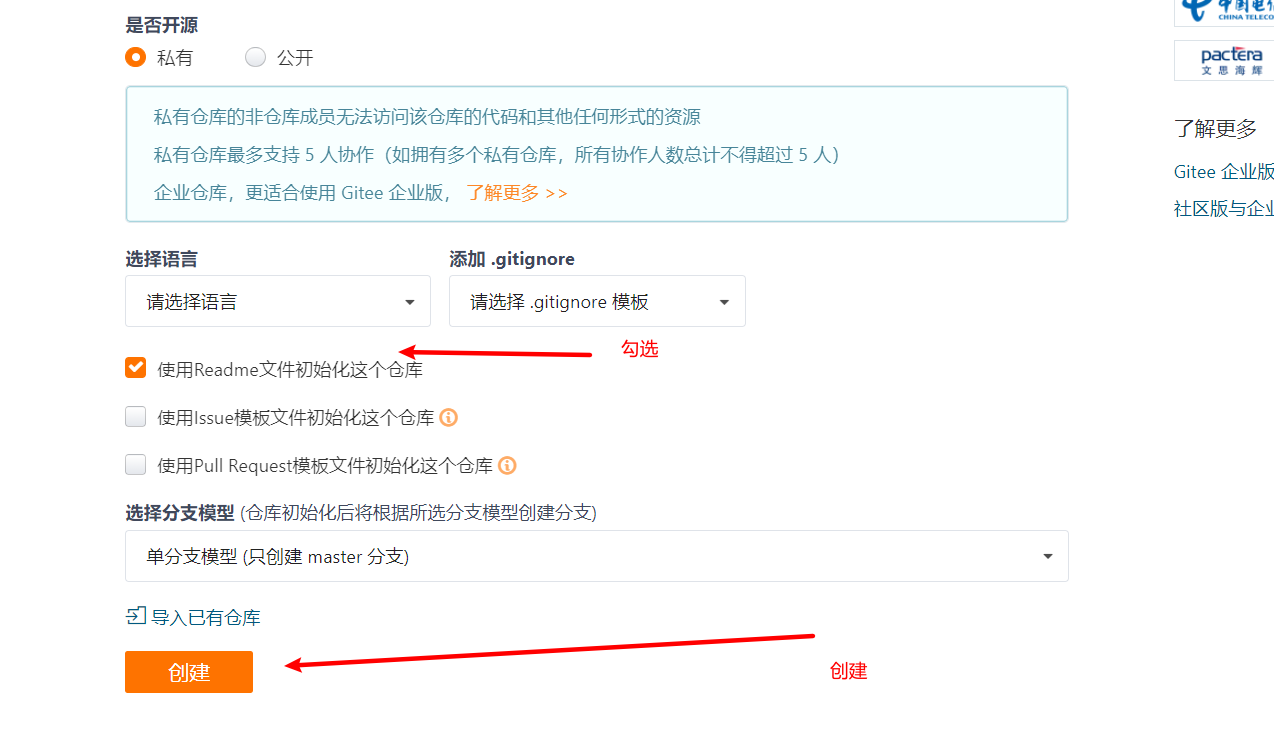 是否开源
私有 公开
私有仓库的非仓库成员无法访问该仓库的代码和其他任何形式的资源
私有仓库最多支持 5 人协作（如拥有多个私有仓库，所有协作人数总计不得超过 5 人）
企业仓库，更适合使用 Gitee 企业版， 了解更多 >>
选择语言 添加 .gitignore
请选择语言 请选择 .gitignore 模板
勾选
使用Readme文件初始化这个仓库
使用Issue模板文件初始化这个仓库
使用Pull Request模板文件初始化这个仓库
选择分支模型 (仓库初始化后将根据所选分支模型创建分支)
单分支模型 (只创建 master 分支)
导入已有仓库
创建
创建
中国电信
CHINA TELECO
pactera
文思海辉
了解更多
Gitee 企业版
社区版与企业